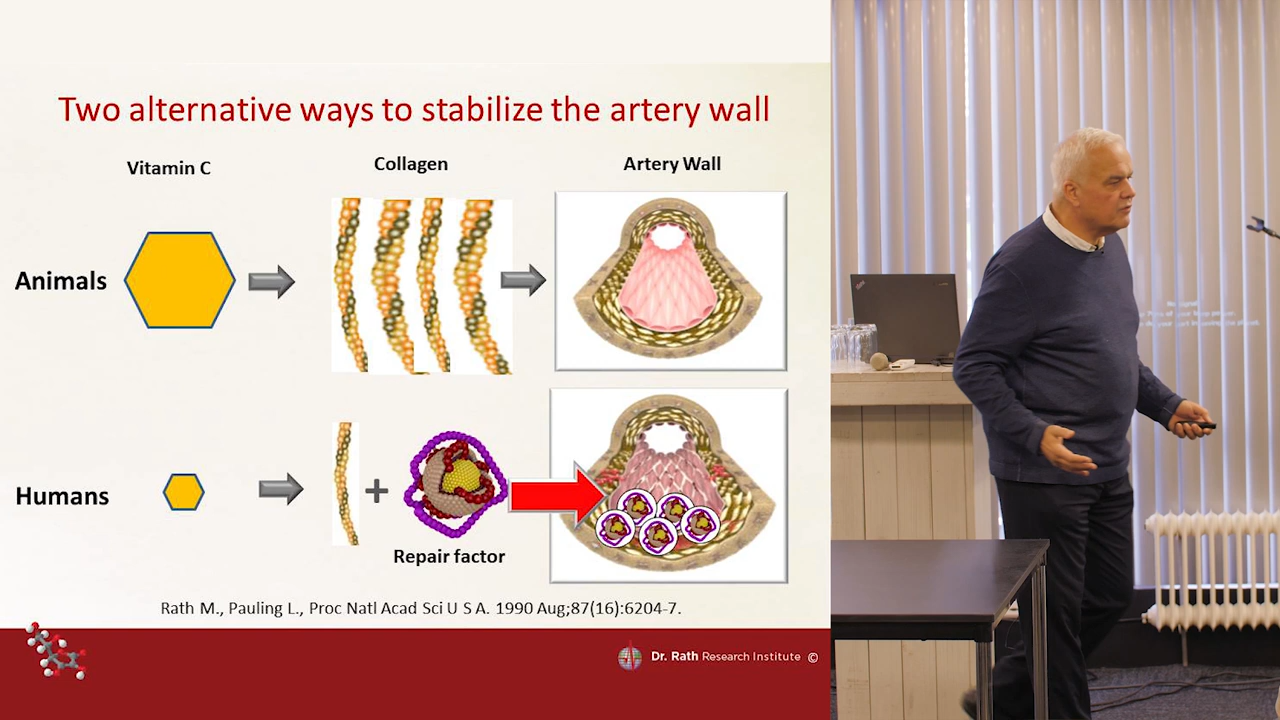 Two alternative ways to stabilize the artery wall
Vitamin C
Collagen
Artery Wall
Animals
Humans
+
Repair factor
Rath M., Pauling L., Proc Natl Acad Sci U S A. 1990 Aug;87(16):6204-7.
Dr. Rath Research Institute ©